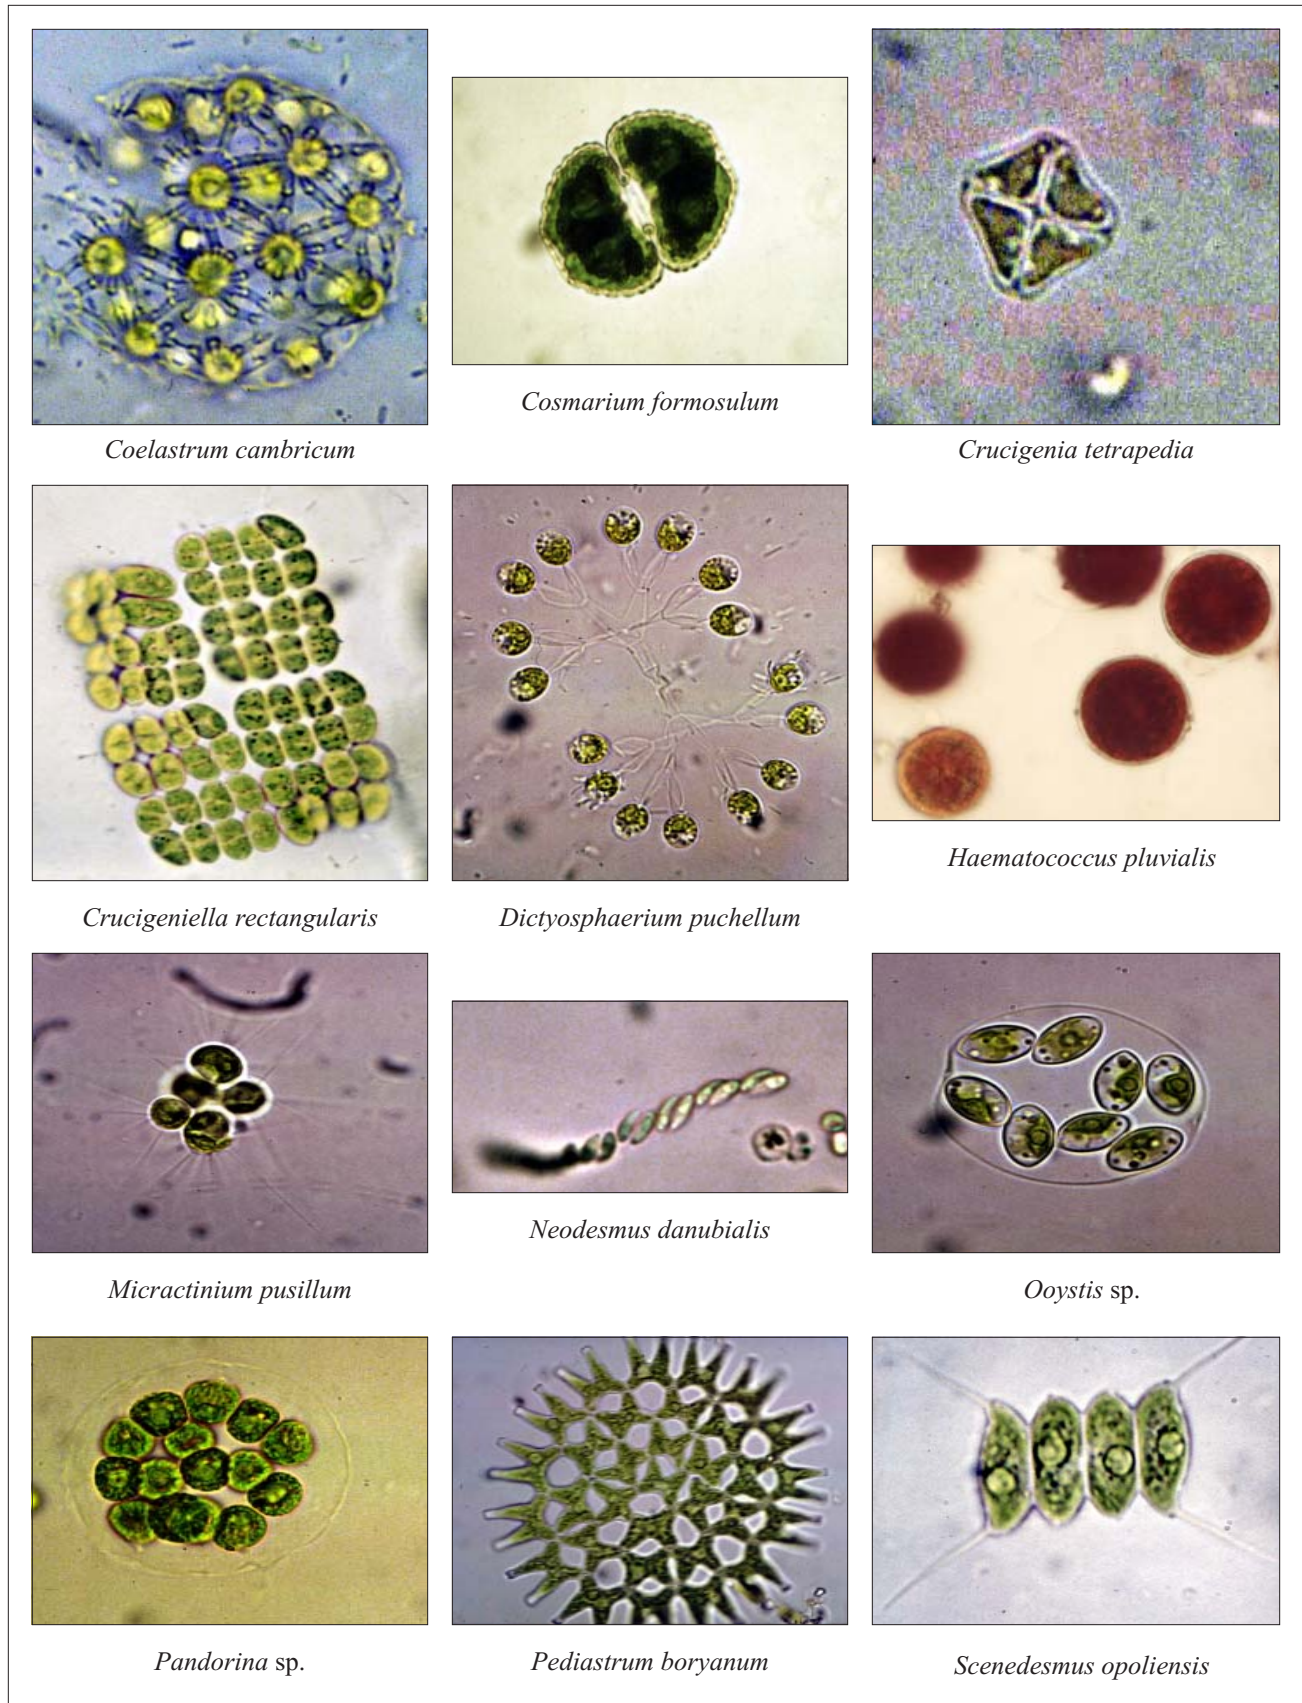 Coelastrum cambricum
Cosmarium formosulum
Crucigenia tetrapedia
Crucigeniella rectangularis
Dictyosphaerium puchellum
Haematococcus pluvialis
Micractinium pusillum
Neodesmus danubialis
Ooystis sp.
Pandorina sp.
Pediastrum boryanum
Scenedesmus opoliensis